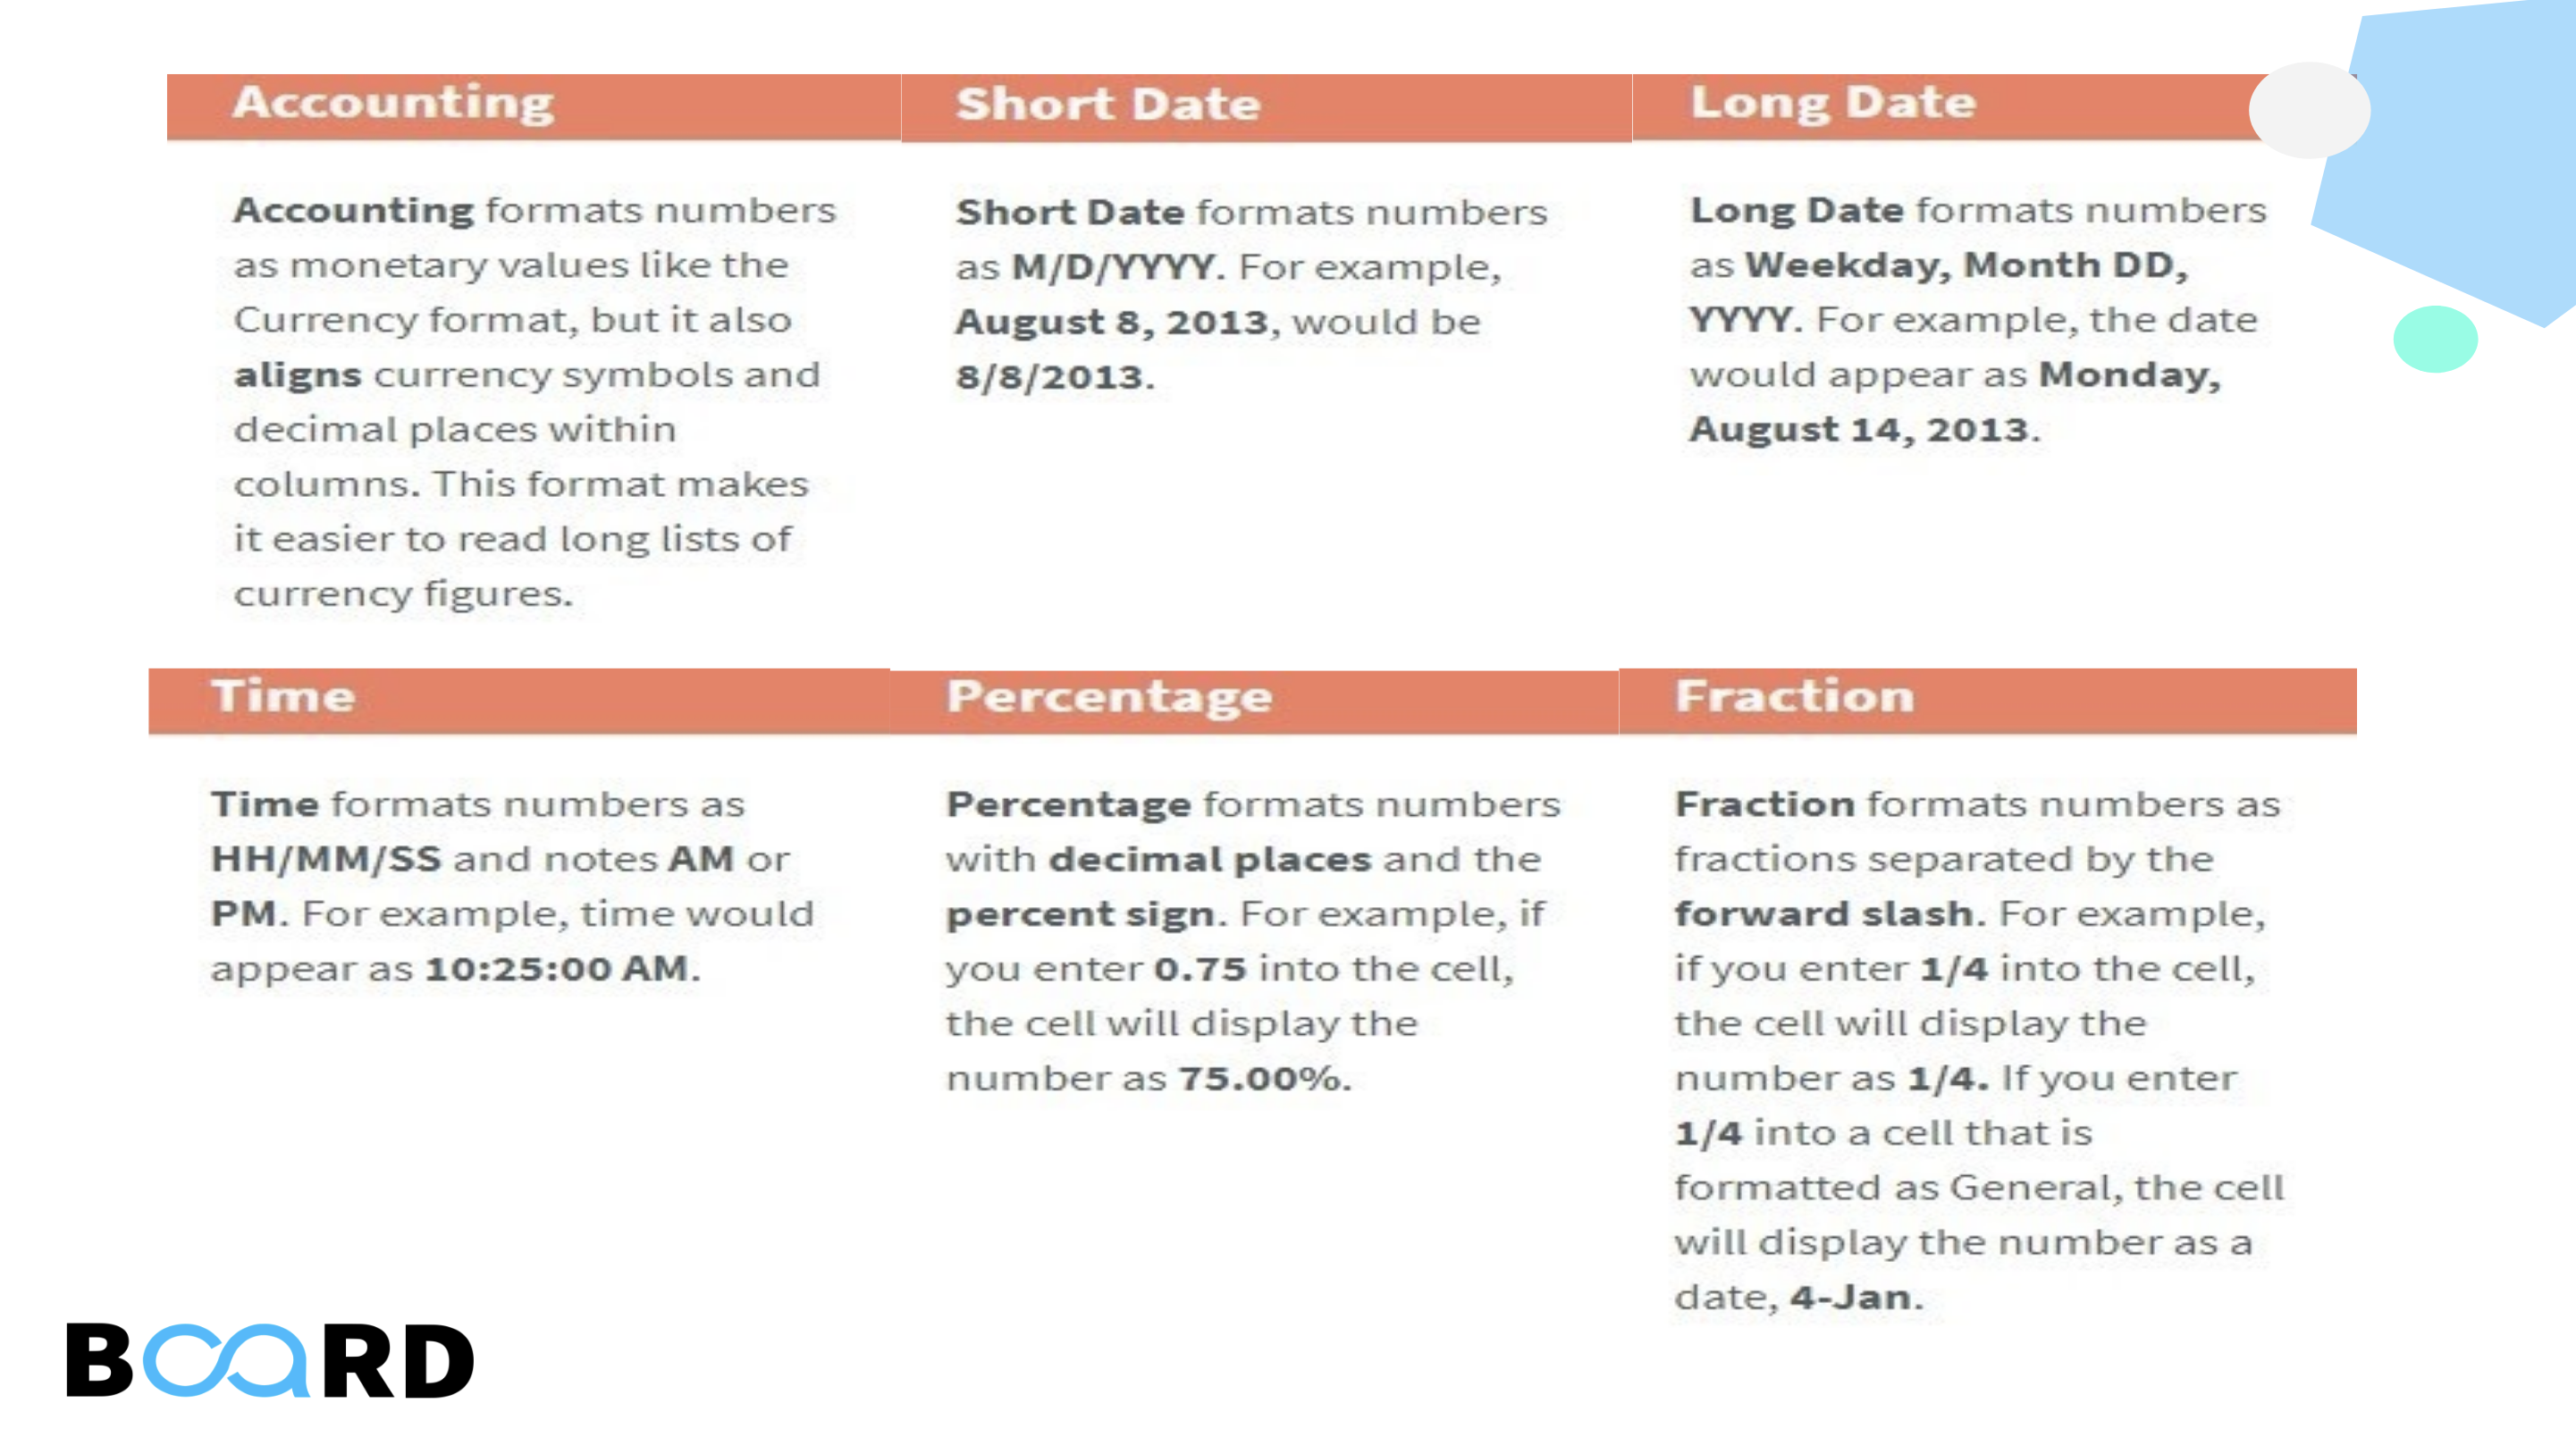 Accounting
Accounting formats numbers
as monetary values like the
Currency format, but it also
aligns currency symbols and
decimal places within
columns. This format makes
it easier to read long lists of
currency figures.
Short Date
Short Date formats numbers
as M/D/YYYY. For example,
August 8, 2013, would be
8/8/2013.
Long Date
Long Date formats numbers
as Weekday, Month DD,
YYYY. For example, the date
would appear as Monday,
August 14, 2013.
Time
Time formats numbers as
HH/MM/SS and notes AM or
PM. For example, time would
appear as 10:25:00 AM.
Percentage
Percentage formats numbers
with decimal places and the
percent sign. For example, if
you enter 0.75 into the cell,
the cell will display the
number as 75.00%.
Fraction
Fraction formats numbers as
fractions separated by the
forward slash. For example,
if you enter 1/4 into the cell,
the cell will display the
number as 1/4. If you enter
1/4 into a cell that is
formatted as General, the cell
will display the number as a
date, 4-Jan.
BOARD